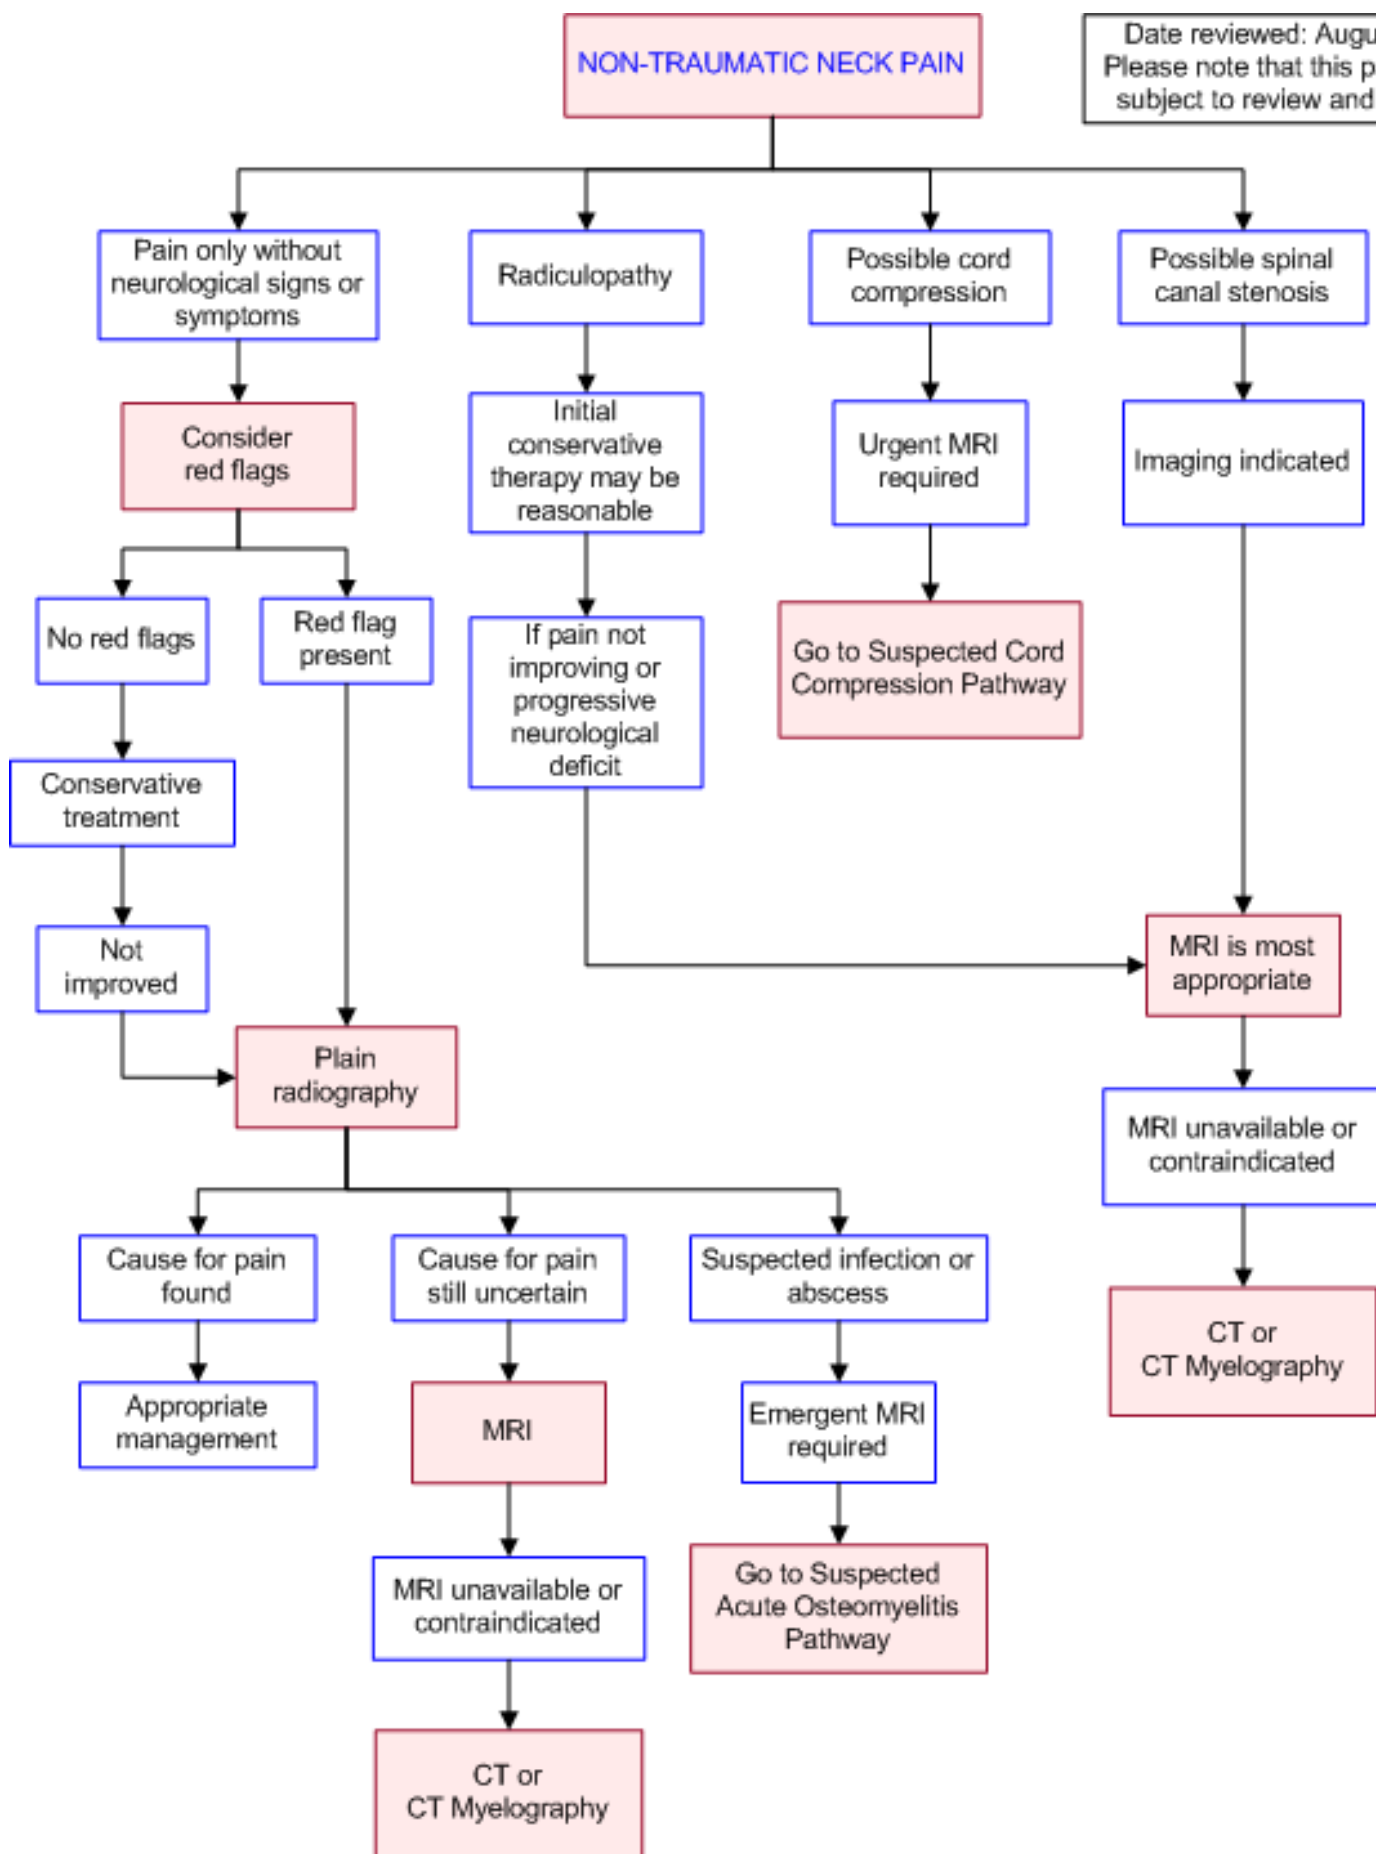 NON-TRAUMATIC NECK PAIN
Date reviewed:
Please note that this
subject to review and
Pain only without
neurological signs or
symptoms
Radiculopathy
Possible cord
compression
Possible spinal
canal stenosis
Consider
red flags
Initial
conservative
therapy may be
reasonable
Urgent MRI
required
Imaging indicated
No red flags
Red flag
present
If pain not
improving or
progressive
neurological
deficit
Go to Suspected Cord
Compression Pathway
Conservative
treatment
Not
improved
MRI is most
appropriate
Plain
radiography
MRI unavailable or
contraindicated
Cause for pain
found
Cause for pain
still uncertain
Suspected infection or
abscess
CT or
CT Myelography
Appropriate
management
MRI
Emergent MRI
required
MRI unavailable or
contraindicated
Go to Suspected
Acute Osteomyelitis
Pathway
CT or
CT Myelography